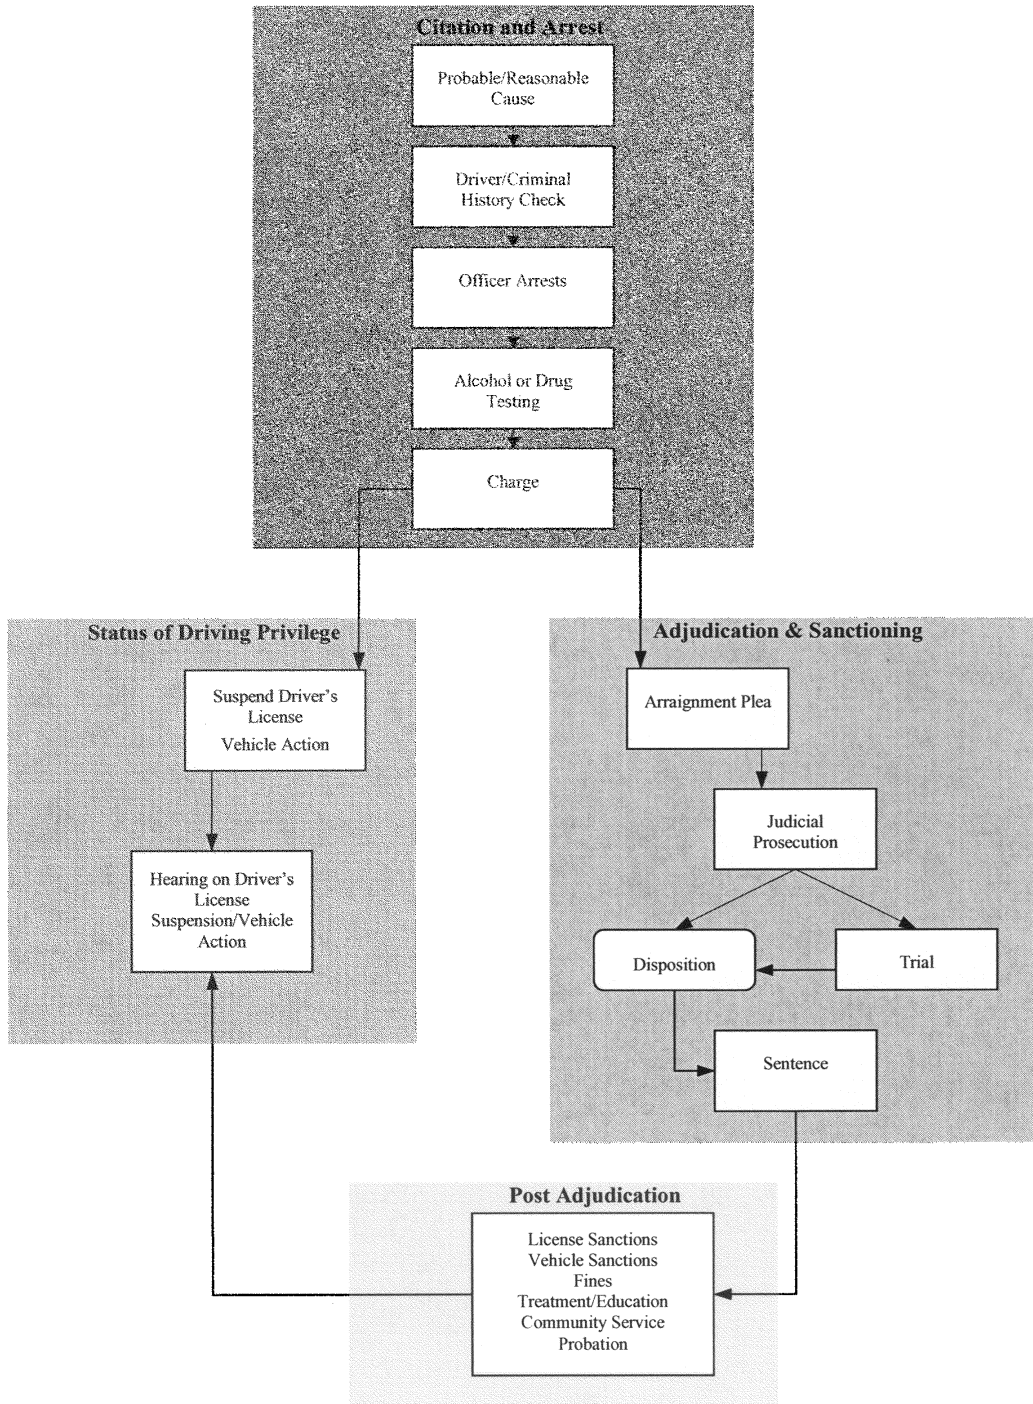 Citation and Arrest
Probable/Reasonable
Cause
Driver/Criminal
History Check
Officer Arrests
Alcohol or Drug
Testing
Charge
Status of Driving Privilege
Suspend Driver's
License
Vehicle Action
Hearing on Driver's
License
Suspension/Vehicle
Action
Adjudication & Sanctioning
Arraignment Plea
Judicial
Prosecution
Disposition
Trial
Sentence
Post Adjudication
License Sanctions
Vehicle Sanctions
Fines
Treatment/Education
Community Service
Probation